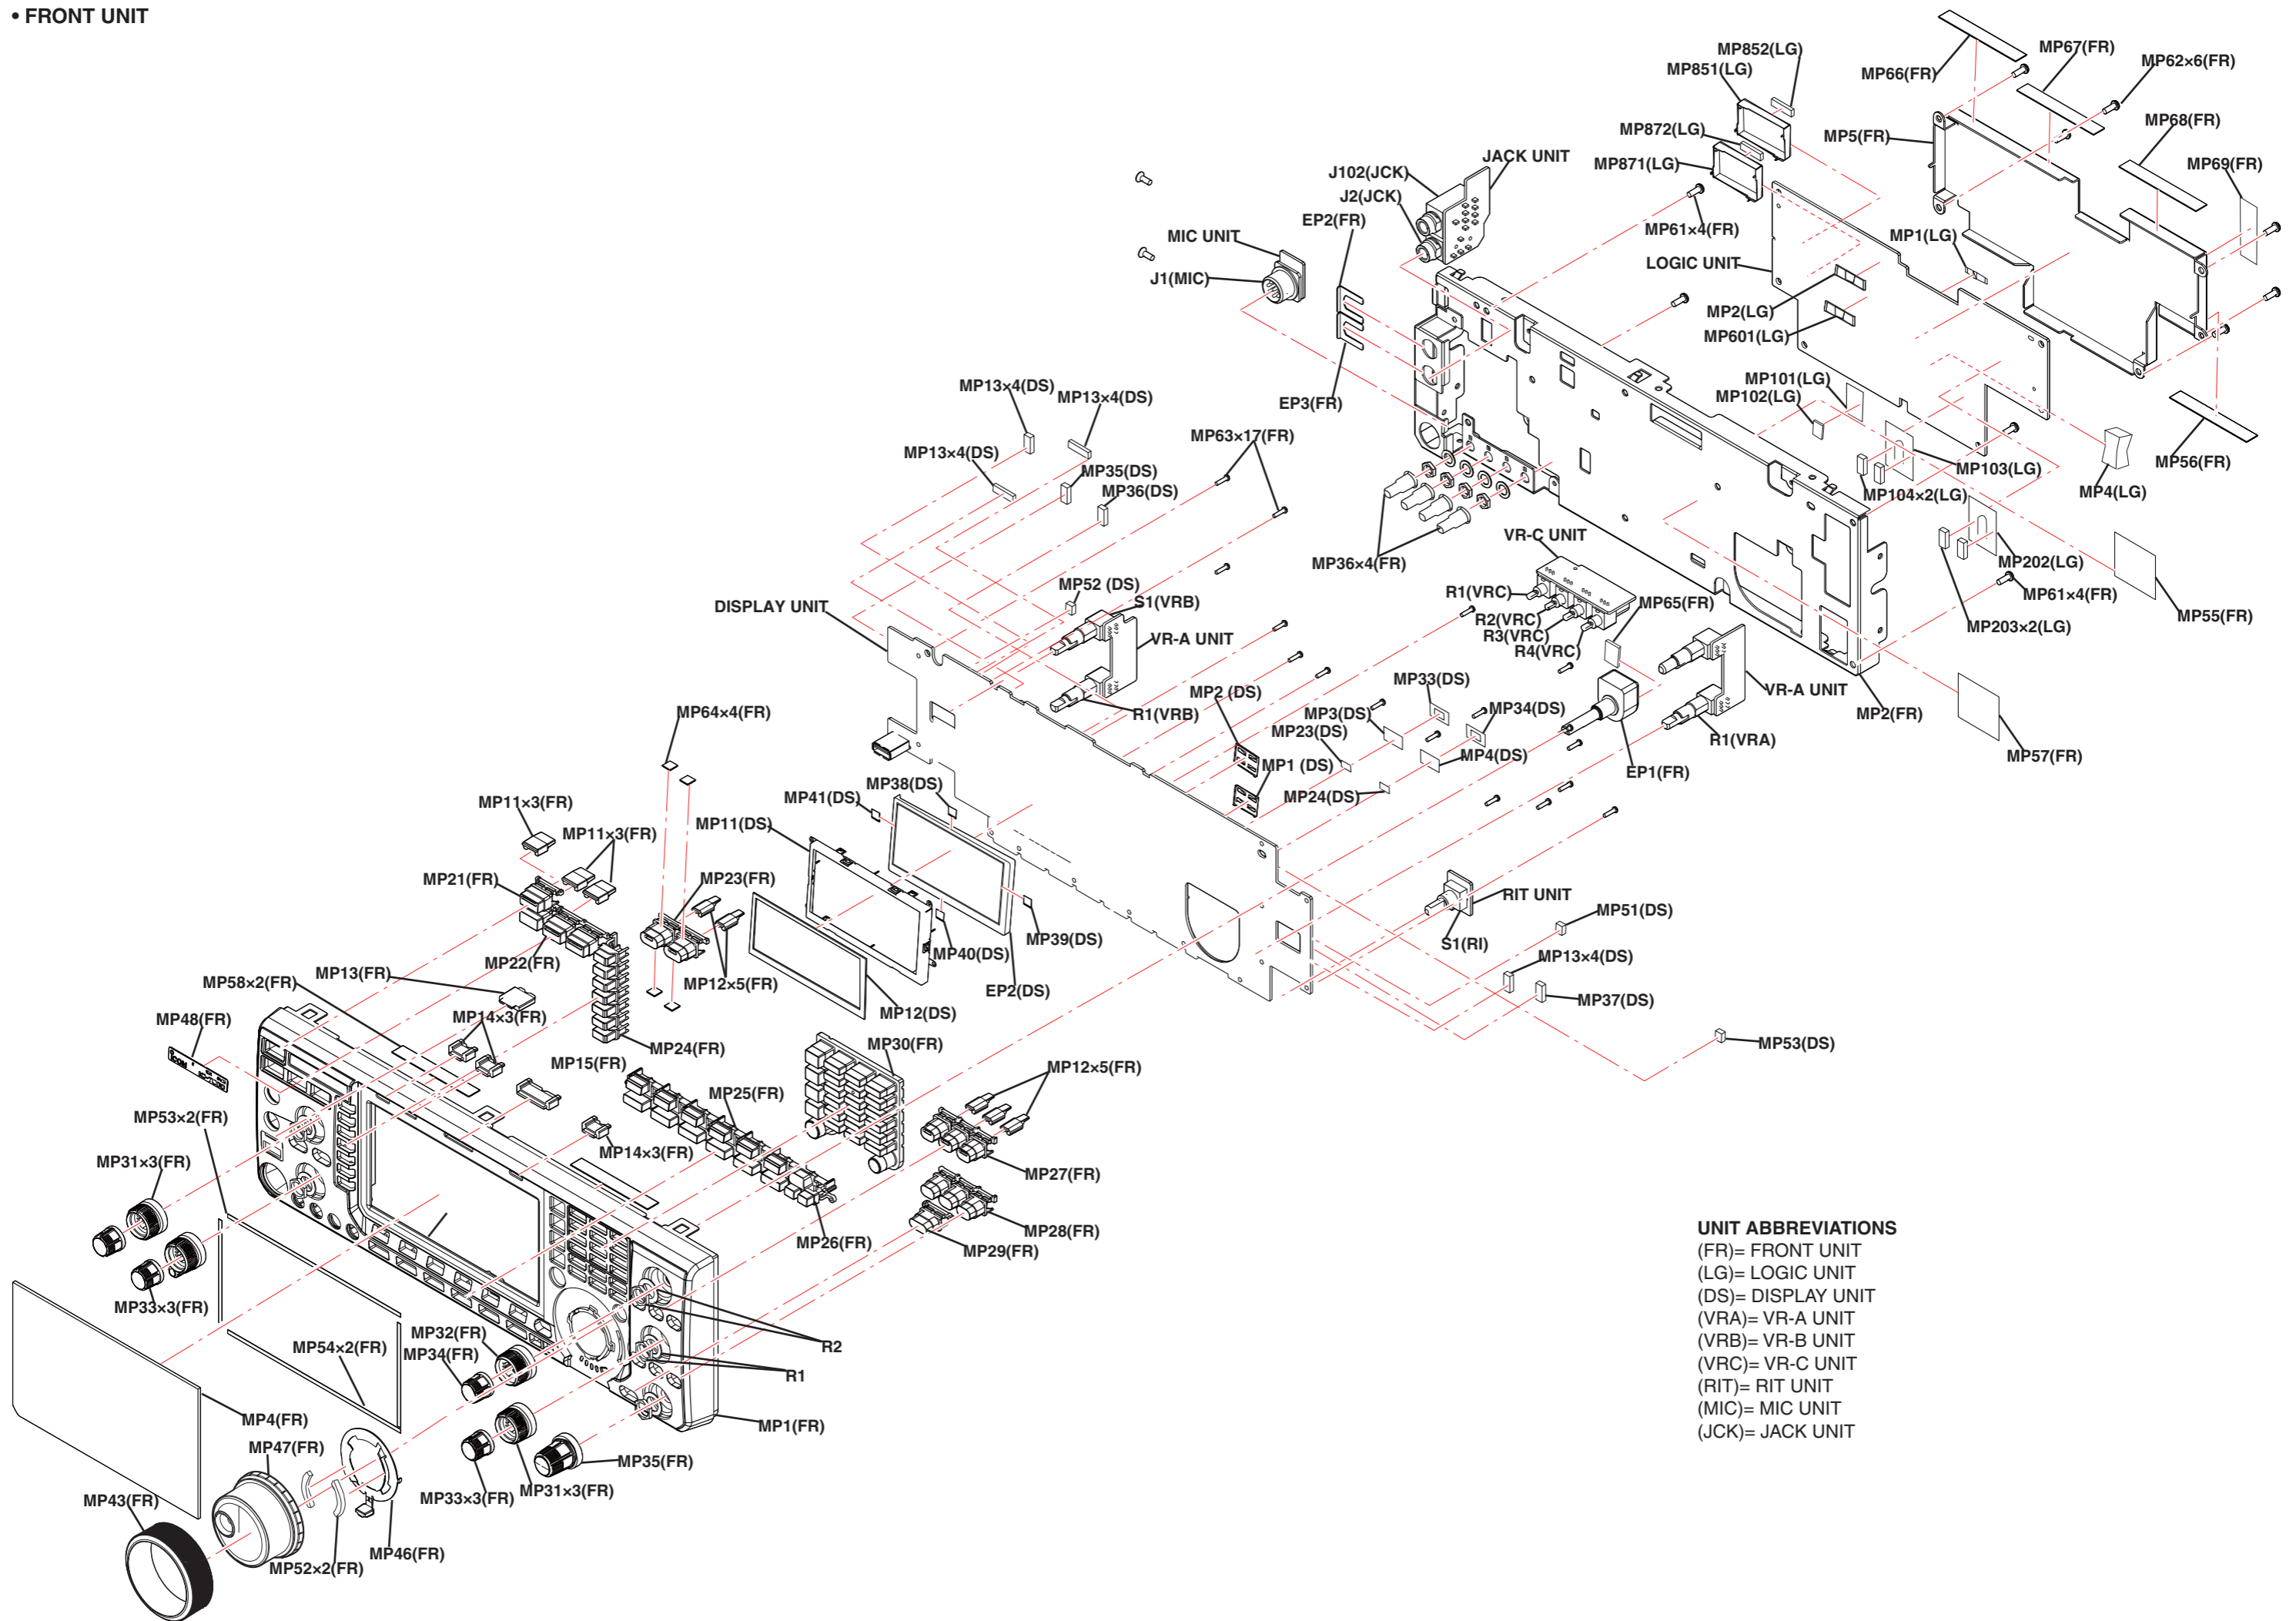 • FRONT UNIT
MP66(FR)
MP67(FR)
MP62×6(FR)
MP852(LG)
MP851(LG)
MP5(FR)
MP68(FR)
MP69(FR)
MP872(LG)
MP871(LG)
JACK UNIT
J102(JCK)
J2(JCK)
EP2(FR)
MIC UNIT
J1(MIC)
MP61×4(FR)
MP1(LG)
LOGIC UNIT
MP2(LG)
MP601(LG)
EP3(FR)
MP13×4(DS)
MP13×4(DS)
MP13×4(DS)
MP63×17(FR)
MP35(DS)
MP36(DS)
MP101(LG)
MP102(LG)
MP103(LG)
MP104×2(LG)
MP4(LG)
MP56(FR)
MP36×4(FR)
VR-C UNIT
MP202(LG)
MP61×4(FR)
MP203×2(LG)
MP55(FR)
MP52 (DS)
S1(VRB)
VR-A UNIT
DISPLAY UNIT
R1(VRC)
R2(VRC)
R3(VRC)
R4(VRC)
MP65(FR)
R1(VRB)
MP64×4(FR)
MP2 (DS)
MP33(DS)
MP3(DS)
MP34(DS)
MP23(DS)
MP4(DS)
VR-A UNIT
MP2(FR)
R1(VRA)
MP57(FR)
EP1(FR)
MP1 (DS)
MP24(DS)
MP38(DS)
MP41(DS)
MP11(DS)
MP11×3(FR)
MP11×3(FR)
MP21(FR)
MP23(FR)
RIT UNIT
S1(RI)
MP51(DS)
MP39(DS)
MP40(DS)
MP13×4(DS)
MP22(FR)
MP13(FR)
MP58×2(FR)
MP12×5(FR)
EP2(DS)
MP37(DS)
MP12(DS)
MP48(FR)
ICOM
MP14×3(FR)
MP24(FR)
MP53(DS)
MP30(FR)
MP15(FR)
MP12×5(FR)
MP25(FR)
MP53×2(FR)
MP14×3(FR)
MP31×3(FR)
MP27(FR)
MP28(FR)
MP26(FR)
MP29(FR)
MP33×3(FR)
MP54×2(FR)
MP32(FR)
MP34(FR)
R2
R1
MP4(FR)
MP1(FR)
MP47(FR)
MP35(FR)
MP33×3(FR)
MP31×3(FR)
MP43(FR)
MP46(FR)
MP52×2(FR)
UNIT ABBREVIATIONS
(FR)= FRONT UNIT
(LG)= LOGIC UNIT
(DS)= DISPLAY UNIT
(VRA)= VR-A UNIT
(VRB)= VR-B UNIT
(VRC)= VR-C UNIT
(RIT)= RIT UNIT
(MIC)= MIC UNIT
(JCK)= JACK UNIT